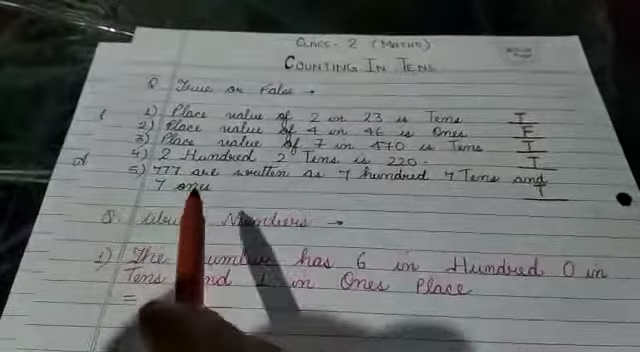 CLASS - 2 (MATHS)
COUNTING IN TENS
Q. True or False →
1) Place value of 2 in 23 is Tens T
2) Place value of 4 in 46 is Ones F
3) Place value of 7 in 470 is Tens T
4) 2 Hundred 2 Tens is 220. T
5) 777 are written as 7 hundred 7 Tens and
7 ones T
Q. Numbers →
1) The has 6 in Hundred 0 in
Tens in Ones Place
=